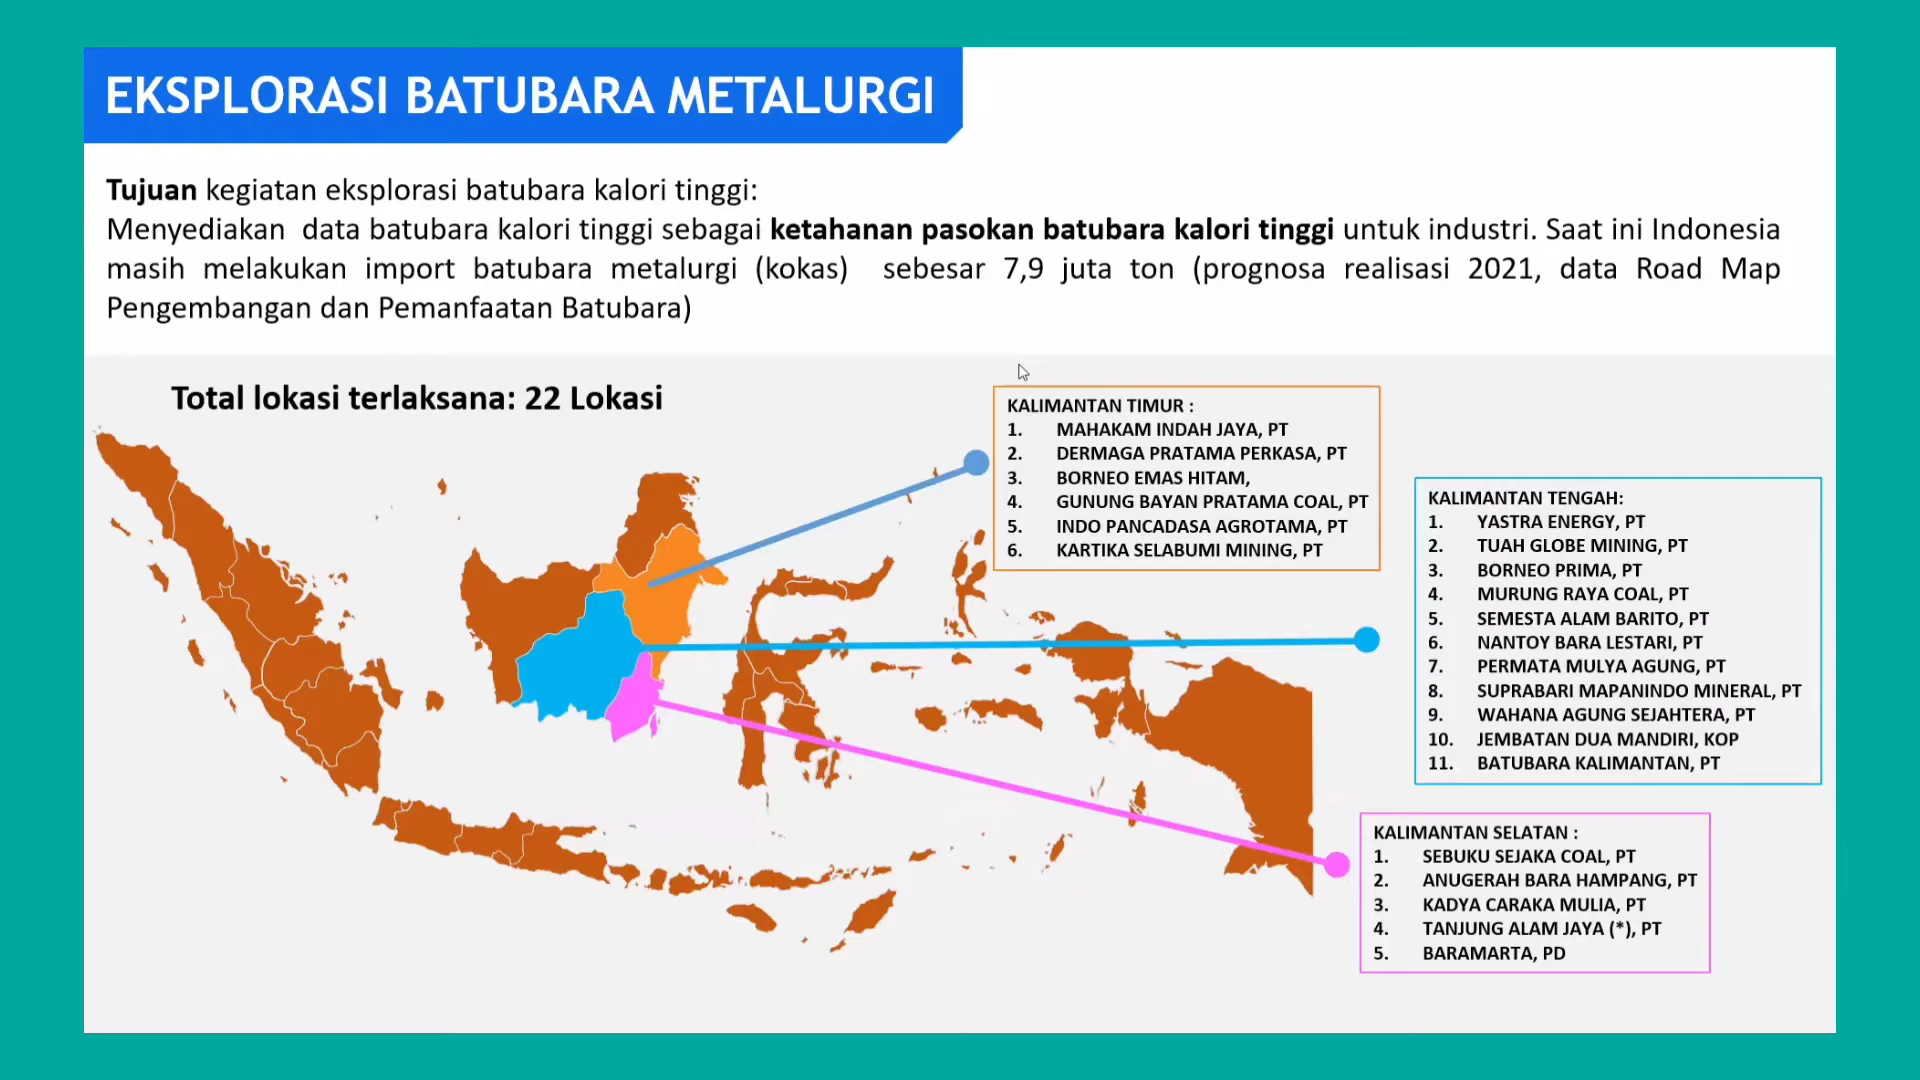 EKSPLORASI BATUBARA METALURGI
Tujuan kegiatan eksplorasi batubara kalori tinggi:
Menyediakan data batubara kalori tinggi sebagai ketahanan pasokan batubara kalori tinggi untuk industri. Saat ini Indonesia
masih melakukan import batubara metalurgi (kokas) sebesar 7,9 juta ton (prognosa realisasi 2021, data Road Map
Pengembangan dan Pemanfaatan Batubara)
Total lokasi terlaksana: 22 Lokasi
KALIMANTAN TIMUR :
1. MAHAKAM INDAH JAYA, PT
2. DERMAGA PRATAMA PERKASA, PT
3. BORNEO EMAS HITAM,
4. GUNUNG BAYAN PRATAMA COAL, PT
5. INDO PANCADASA AGROTAMA, PT
6. KARTIKA SELABUMI MINING, PT
KALIMANTAN TENGAH:
1. YASTRA ENERGY, PT
2. TUAH GLOBE MINING, PT
3. BORNEO PRIMA, PT
4. MURUNG RAYA COAL, PT
5. SEMESTA ALAM BARITO, PT
6. NANTOY BARA LESTARI, PT
7. PERMATA MULYA AGUNG, PT
8. SUPRABARI MAPANINDO MINERAL, PT
9. WAHANA AGUNG SEJAHTERA, PT
10. JEMBATAN DUA MANDIRI, KOP
11. BATUBARA KALIMANTAN, PT
KALIMANTAN SELATAN :
1. SEBUKU SEJAKA COAL, PT
2. ANUGERAH BARA HAMPANG, PT
3. KADYA CARAKA MULIA, PT
4. TANJUNG ALAM JAYA (*), PT
5. BARAMARTA, PD